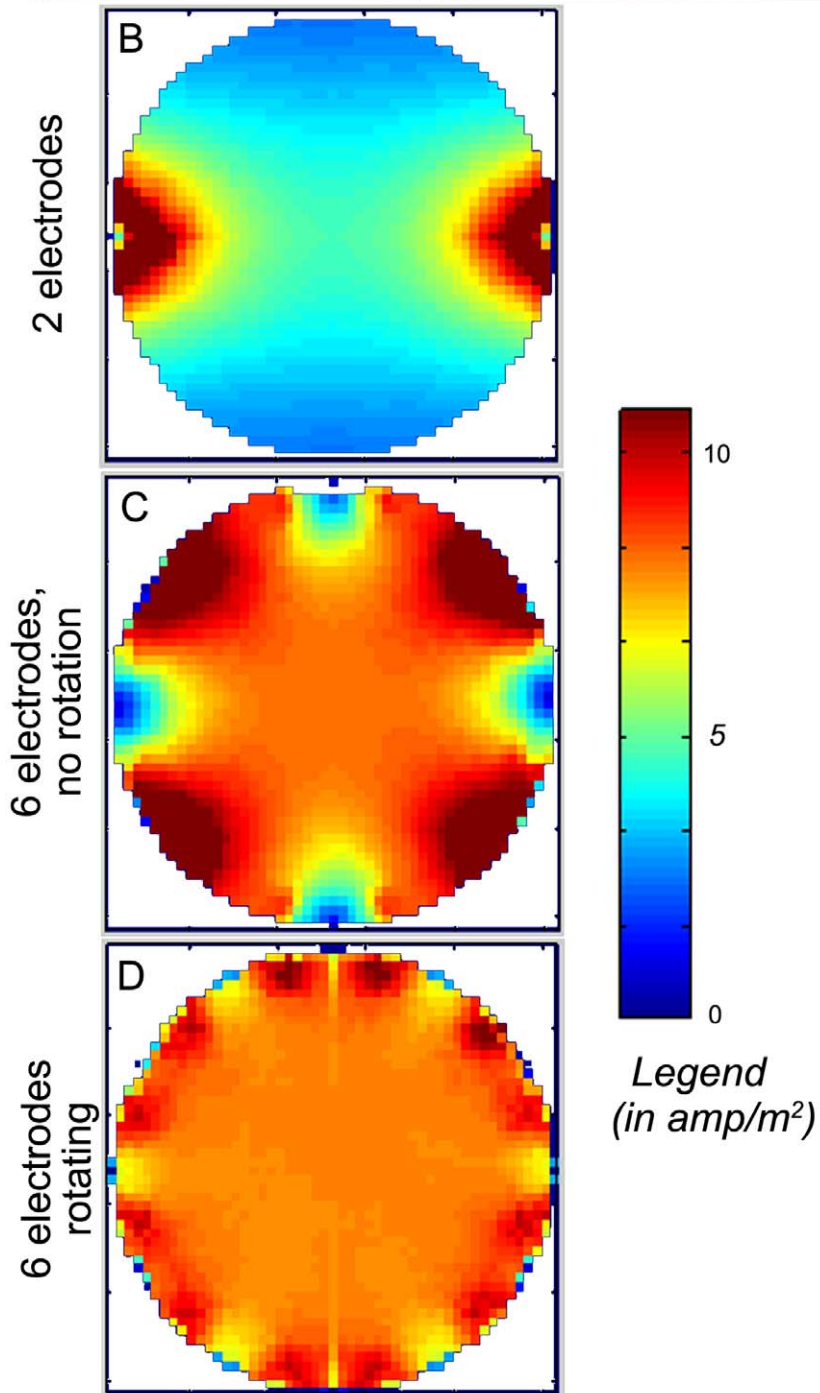 B
2 electrodes
C
6 electrodes,
no rotation
D
6 electrodes
rotating
10
5
0
Legend
(in amp/m²)